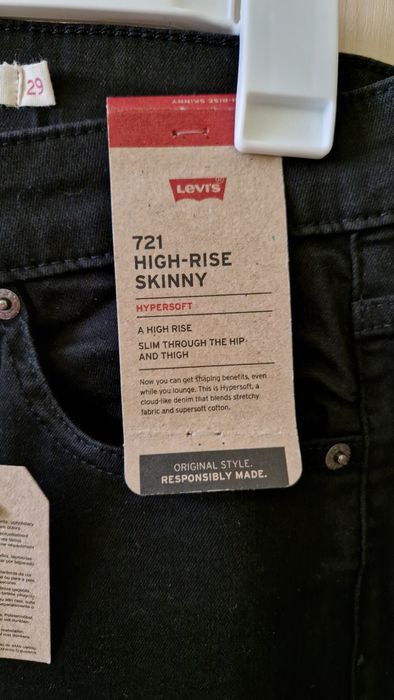 29
H-RISE SKINNY
LEVI'S
721
HIGH-RISE
SKINNY
HYPERSOFT
A HIGH RISE
SLIM THROUGH THE HIP
AND THIGH
Now you can get shaping benefits, even
while you lounge. This is Hypersoft, a
cloud-like denim that blends stretchy
fabric and supersoft cotton.
ORIGINAL STYLE.
RESPONSIBLY MADE.